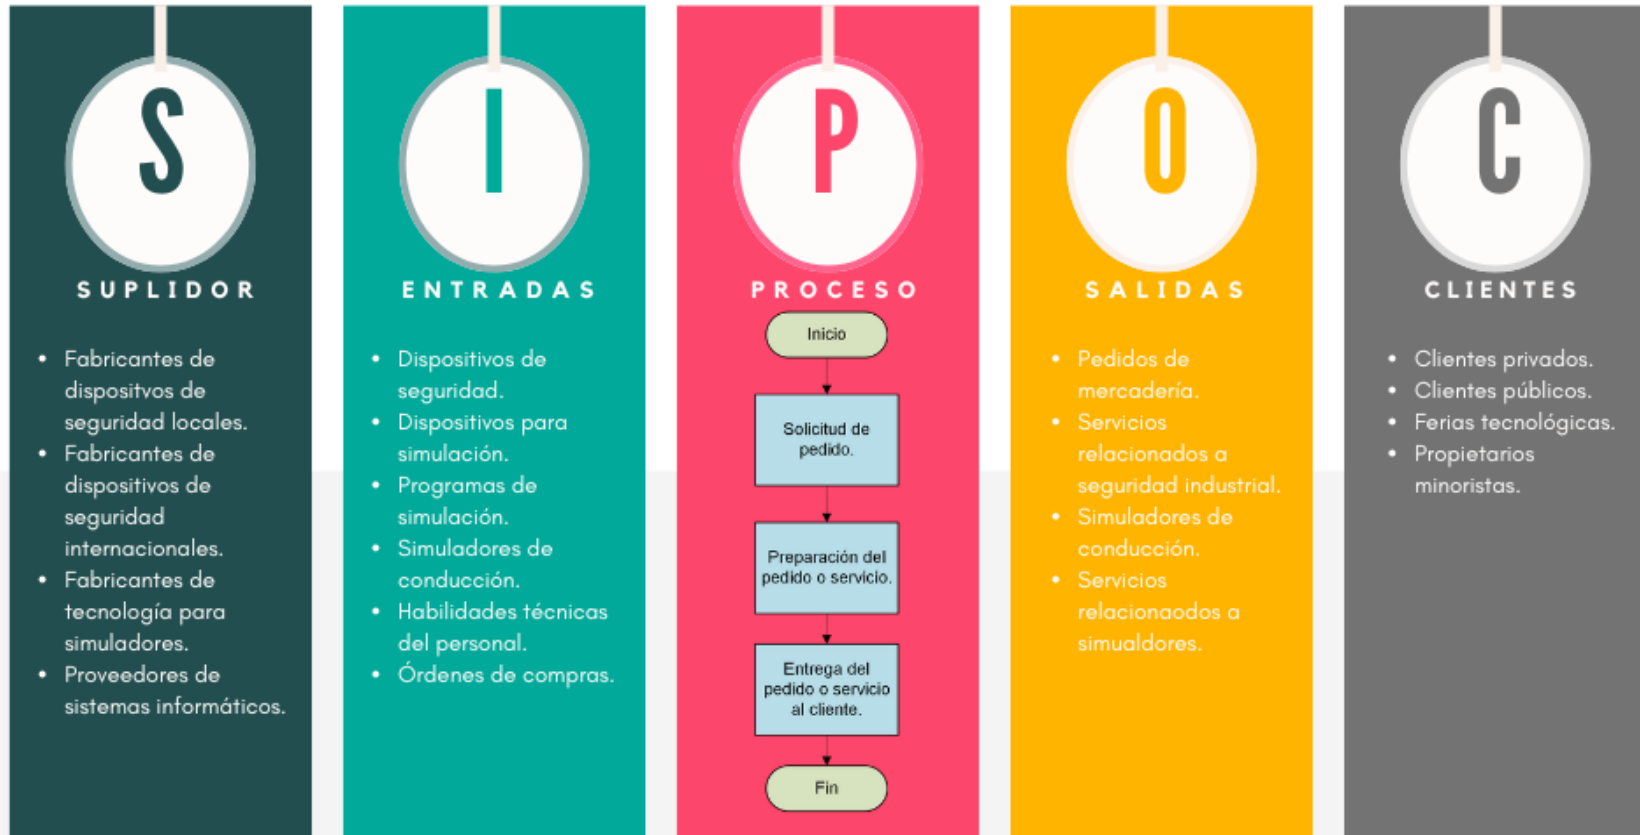 S
SUPLIDOR
• Fabricantes de
dispositvos de
seguridad locales.
• Fabricantes de
dispositivos de
seguridad
internacionales.
• Fabricantes de
tecnología para
simuladores.
• Proveedores de
sistemas informáticos.
I
ENTRADAS
• Dispositivos de
seguridad.
• Dispositivos para
simulación.
• Programas de
simulación.
• Simuladores de
conducción.
• Habilidades técnicas
del personal.
• Órdenes de compras.
P
PROCESO
Inicio
Solicitud de
pedido.
Preparación del
pedido o servicio.
Entrega del
pedido o servicio
al cliente.
Fin
O
SALIDAS
• Pedidos de
mercadería.
• Servicios
relacionados a
seguridad industrial.
• Simuladores de
conducción.
• Servicios
relacionaodos a
simualdores.
C
CLIENTES
• Clientes privados.
• Clientes públicos.
• Ferias tecnológicas.
• Propietarios
minoristas.